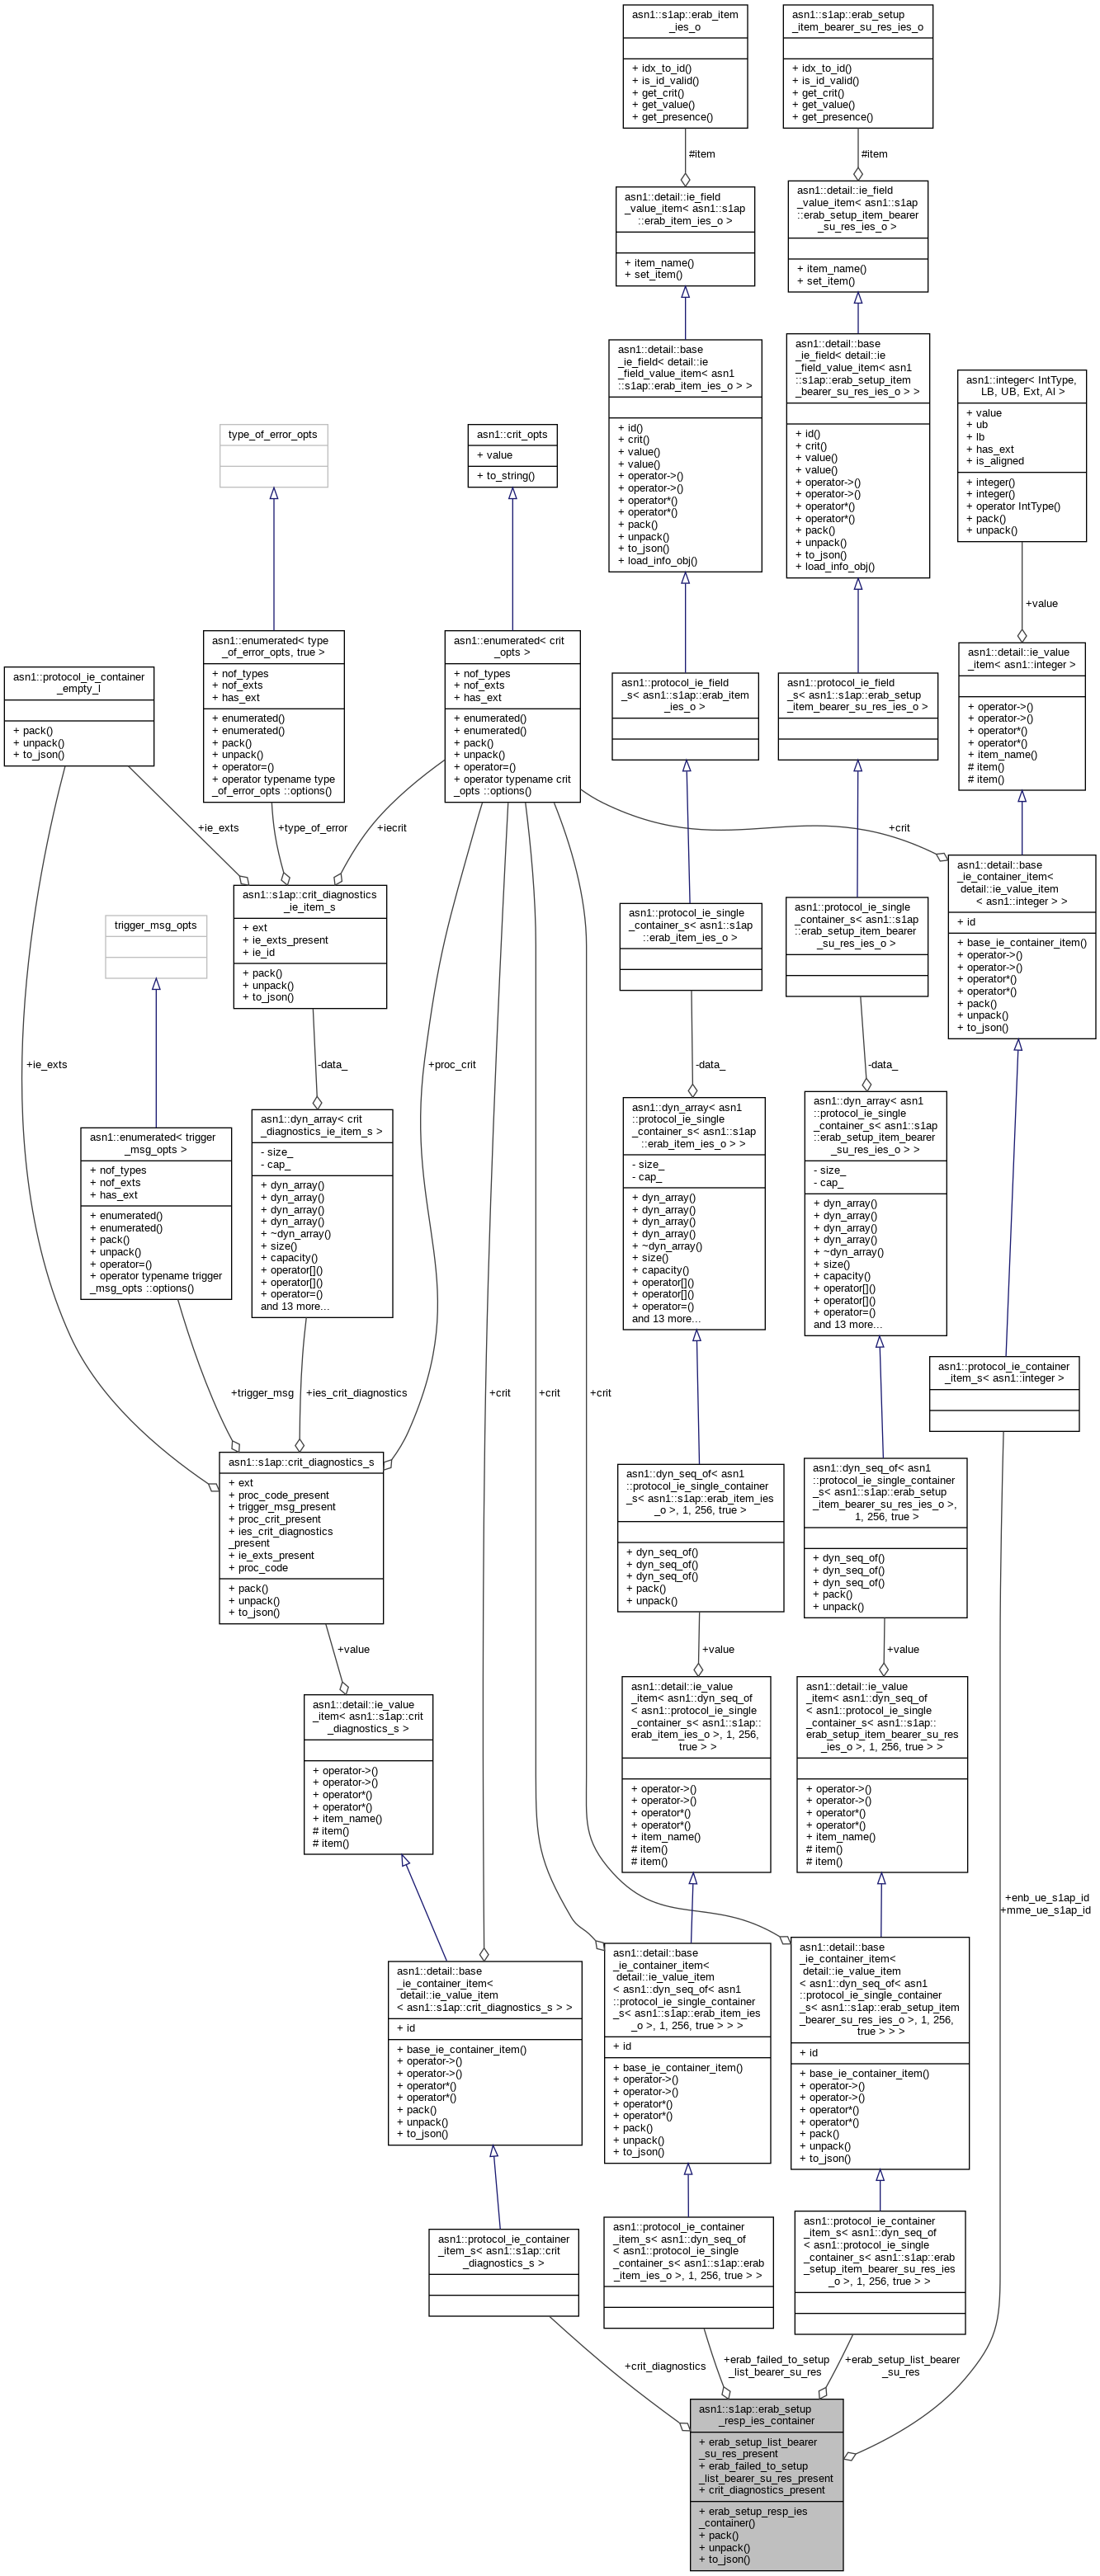 asn1::s1ap::erab_item
_ies_o
+ idx_to_id()
+ is_id_valid()
+ get_crit()
+ get_value()
+ get_presence()
asn1::s1ap::erab_setup
_item_bearer_su_res_ies_o
+ idx_to_id()
+ is_id_valid()
+ get_crit()
+ get_value()
+ get_presence()
#item
#item
asn1::detail::ie_field
_value_item< asn1::s1ap
::erab_item_ies_o >
+ item_name()
+ set_item()
asn1::detail::ie_field
_value_item< asn1::s1ap
::erab_setup_item_bearer
_su_res_ies_o >
+ item_name()
+ set_item()
asn1::detail::base
_ie_field< detail::ie
_field_value_item< asn1
::s1ap::erab_item_ies_o > >
+ id()
+ crit()
+ value()
+ value()
+ operator->()
+ operator->()
+ operator*()
+ operator*()
+ pack()
+ unpack()
+ to_json()
+ load_info_obj()
asn1::detail::base
_ie_field< detail::ie
_field_value_item< asn1
::s1ap::erab_setup_item
_bearer_su_res_ies_o > >
+ id()
+ crit()
+ value()
+ value()
+ operator->()
+ operator->()
+ operator*()
+ operator*()
+ pack()
+ unpack()
+ to_json()
+ load_info_obj()
asn1::integer< IntType,
LB, UB, Ext, Al >
+ value
+ ub
+ lb
+ has_ext
+ is_aligned
+ integer()
+ integer()
+ operator IntType()
+ pack()
+ unpack()
type_of_error_opts
asn1::crit_opts
+ value
+ to_string()
+value
asn1::protocol_ie_container
_empty_l
+ pack()
+ unpack()
+ to_json()
asn1::enumerated< type
_of_error_opts, true >
+ nof_types
+ nof_exts
+ has_ext
+ enumerated()
+ enumerated()
+ pack()
+ unpack()
+ operator=()
+ operator typename type
_of_error_opts ::options()
asn1::enumerated< crit
_opts >
+ nof_types
+ nof_exts
+ has_ext
+ enumerated()
+ enumerated()
+ pack()
+ unpack()
+ operator=()
+ operator typename crit
_opts ::options()
asn1::protocol_ie_field
_s< asn1::s1ap::erab_item
_ies_o >
asn1::protocol_ie_field
_s< asn1::s1ap::erab_setup
_item_bearer_su_res_ies_o >
asn1::detail::ie_value
_item< asn1::integer >
+ operator->()
+ operator->()
+ operator*()
+ operator*()
+ item_name()
# item()
# item()
+ie_exts
+type_of_error
+iecrit
+crit
asn1::s1ap::crit_diagnostics
_ie_item_s
+ ext
+ ie_exts_present
+ ie_id
+ pack()
+ unpack()
+ to_json()
trigger_msg_opts
asn1::protocol_ie_single
_container_s< asn1::s1ap
::erab_item_ies_o >
asn1::protocol_ie_single
_container_s< asn1::s1ap
::erab_setup_item_bearer
_su_res_ies_o >
asn1::detail::base
_ie_container_item<
detail::ie_value_item
< asn1::integer > >
+ id
+ base_ie_container_item()
+ operator->()
+ operator->()
+ operator*()
+ operator*()
+ pack()
+ unpack()
+ to_json()
+ie_exts
-data_
+proc_crit
-data_
-data_
asn1::enumerated< trigger
_msg_opts >
+ nof_types
+ nof_exts
+ has_ext
+ enumerated()
+ enumerated()
+ pack()
+ unpack()
+ operator=()
+ operator typename trigger
_msg_opts ::options()
asn1::dyn_array< crit
_diagnostics_ie_item_s >
- size_
- cap_
+ dyn_array()
+ dyn_array()
+ dyn_array()
+ dyn_array()
+ ~dyn_array()
+ size()
+ capacity()
+ operator[]()
+ operator[]()
+ operator=()
and 13 more...
asn1::dyn_array< asn1
::protocol_ie_single
_container_s< asn1::s1ap
::erab_item_ies_o > >
- size_
- cap_
+ dyn_array()
+ dyn_array()
+ dyn_array()
+ dyn_array()
+ ~dyn_array()
+ size()
+ capacity()
+ operator[]()
+ operator[]()
+ operator=()
and 13 more...
asn1::dyn_array< asn1
::protocol_ie_single
_container_s< asn1::s1ap
::erab_setup_item_bearer
_su_res_ies_o > >
- size_
- cap_
+ dyn_array()
+ dyn_array()
+ dyn_array()
+ dyn_array()
+ ~dyn_array()
+ size()
+ capacity()
+ operator[]()
+ operator[]()
+ operator=()
and 13 more...
asn1::protocol_ie_container
_item_s< asn1::integer >
+trigger_msg
+ies_crit_diagnostics
+crit
+crit
+crit
asn1::s1ap::crit_diagnostics_s
+ ext
+ proc_code_present
+ trigger_msg_present
+ proc_crit_present
+ ies_crit_diagnostics
_present
+ ie_exts_present
+ proc_code
+ pack()
+ unpack()
+ to_json()
asn1::dyn_seq_of< asn1
::protocol_ie_single_container
_s< asn1::s1ap::erab_item_ies
_o >, 1, 256, true >
+ dyn_seq_of()
+ dyn_seq_of()
+ dyn_seq_of()
+ pack()
+ unpack()
asn1::dyn_seq_of< asn1
::protocol_ie_single_container
_s< asn1::s1ap::erab_setup
_item_bearer_su_res_ies_o >,
1, 256, true >
+ dyn_seq_of()
+ dyn_seq_of()
+ dyn_seq_of()
+ pack()
+ unpack()
+value
+value
+value
asn1::detail::ie_value
_item< asn1::s1ap::crit
_diagnostics_s >
+ operator->()
+ operator->()
+ operator*()
+ operator*()
+ item_name()
# item()
# item()
asn1::detail::ie_value
_item< asn1::dyn_seq_of
< asn1::protocol_ie_single
_container_s< asn1::s1ap::
erab_item_ies_o >, 1, 256,
true > >
+ operator->()
+ operator->()
+ operator*()
+ operator*()
+ item_name()
# item()
# item()
asn1::detail::ie_value
_item< asn1::dyn_seq_of
< asn1::protocol_ie_single
_container_s< asn1::s1ap::
erab_setup_item_bearer_su_res
_ies_o >, 1, 256, true > >
+ operator->()
+ operator->()
+ operator*()
+ operator*()
+ item_name()
# item()
# item()
+enb_ue_s1ap_id
+mme_ue_s1ap_id
asn1::detail::base
_ie_container_item<
detail::ie_value_item
< asn1::s1ap::crit_diagnostics_s > >
+ id
+ base_ie_container_item()
+ operator->()
+ operator->()
+ operator*()
+ operator*()
+ pack()
+ unpack()
+ to_json()
asn1::detail::base
_ie_container_item<
detail::ie_value_item
< asn1::dyn_seq_of< asn1
::protocol_ie_single_container
_s< asn1::s1ap::erab_item_ies
_o >, 1, 256, true > > >
+ id
+ base_ie_container_item()
+ operator->()
+ operator->()
+ operator*()
+ operator*()
+ pack()
+ unpack()
+ to_json()
asn1::detail::base
_ie_container_item<
detail::ie_value_item
< asn1::dyn_seq_of< asn1
::protocol_ie_single_container
_s< asn1::s1ap::erab_setup_item
_bearer_su_res_ies_o >, 1, 256,
true > > >
+ id
+ base_ie_container_item()
+ operator->()
+ operator->()
+ operator*()
+ operator*()
+ pack()
+ unpack()
+ to_json()
asn1::protocol_ie_container
_item_s< asn1::s1ap::crit
_diagnostics_s >
asn1::protocol_ie_container
_item_s< asn1::dyn_seq_of
< asn1::protocol_ie_single
_container_s< asn1::s1ap::erab
_item_ies_o >, 1, 256, true > >
asn1::protocol_ie_container
_item_s< asn1::dyn_seq_of
< asn1::protocol_ie_single
_container_s< asn1::s1ap::erab
_setup_item_bearer_su_res_ies
_o >, 1, 256, true > >
+crit_diagnostics
+erab_failed_to_setup
_list_bearer_su_res
+erab_setup_list_bearer
_su_res
asn1::s1ap::erab_setup
_resp_ies_container
+ erab_setup_list_bearer
_su_res_present
+ erab_failed_to_setup
_list_bearer_su_res_present
+ crit_diagnostics_present
+ erab_setup_resp_ies
_container()
+ pack()
+ unpack()
+ to_json()